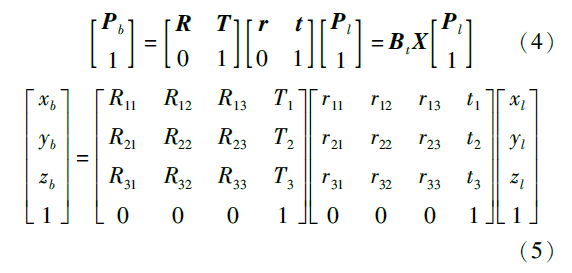 [P_b; 1] = [R T; 0 1][r t; 0 1][P_l; 1] = B_t X [P_l; 1] (4)
[x_b; y_b; z_b; 1] = [R_11 R_12 R_13 T_1; R_21 R_22 R_23 T_2; R_31 R_32 R_33 T_3; 0 0 0 1][r_11 r_12 r_13 t_1; r_21 r_22 r_23 t_2; r_31 r_32 r_33 t_3; 0 0 0 1][x_l; y_l; z_l; 1]
(5)